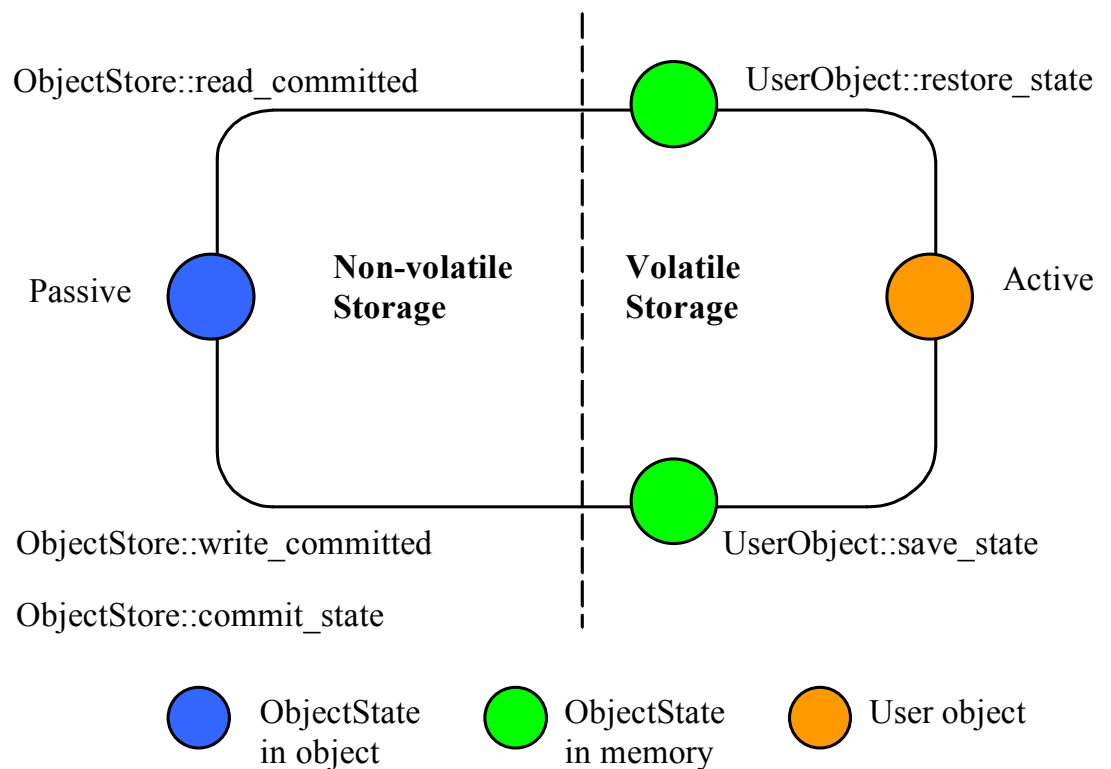 ObjectStore::read_committed
UserObject::restore_state
Passive
Non-volatile
Storage
Volatile
Storage
Active
ObjectStore::write_committed
UserObject::save_state
ObjectStore::commit_state
ObjectState
in object
ObjectState
in memory
User object